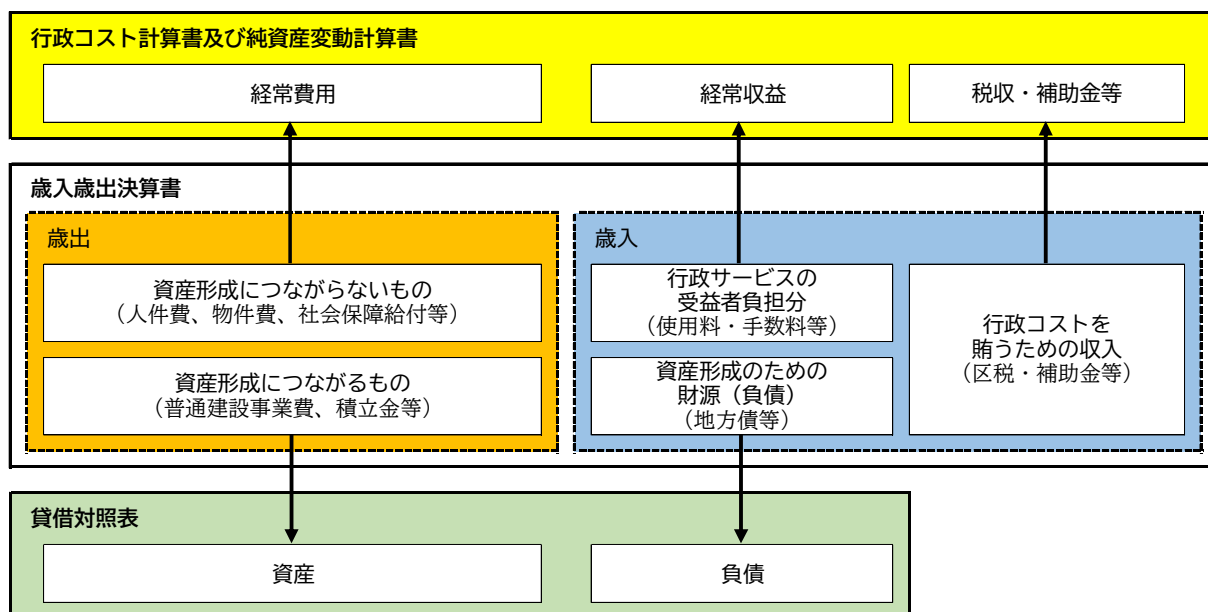 行政コスト計算書及び純資産変動計算書
経常費用
経常収益
税収・補助金等
歳入歳出決算書
歳出
資産形成につながらないもの
（人件費、物件費、社会保障給付等）
資産形成につながるもの
（普通建設事業費、積立金等）
歳入
行政サービスの
受益者負担分
（使用料・手数料等）
資産形成のための
財源（負債）
（地方債等）
行政コストを
賄うための収入
（区税・補助金等）
貸借対照表
資産
負債